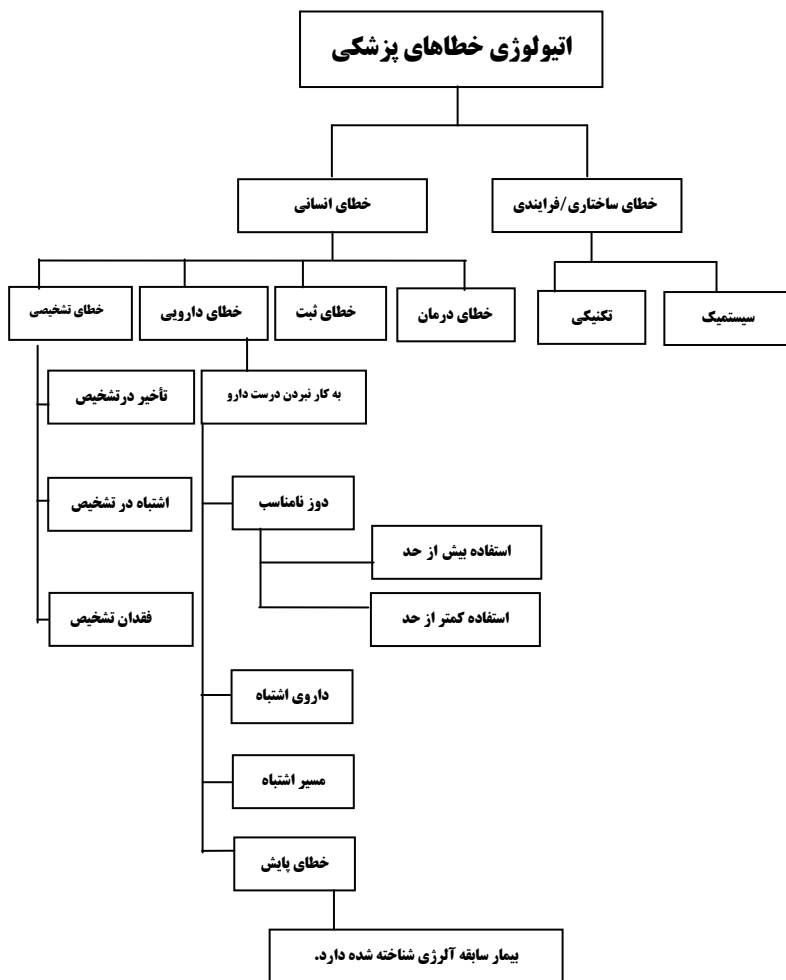 اتیولوژی خطاهای پزشکی
خطای ساختاری/فرایندی
خطای انسانی
سیستمیک
تکنیکی
خطای درمان
خطای ثبت
خطای دارویی
خطای تشخیصی
به کار نبردن درست دارو
تأخیر درتشخیص
دوز نامناسب
اشتباه در تشخیص
استفاده بیش از حد
استفاده کمتر از حد
فقدان تشخیص
داروی اشتباه
مسیر اشتباه
خطای پایش
بیمار سابقه آلرژی شناخته شده دارد.